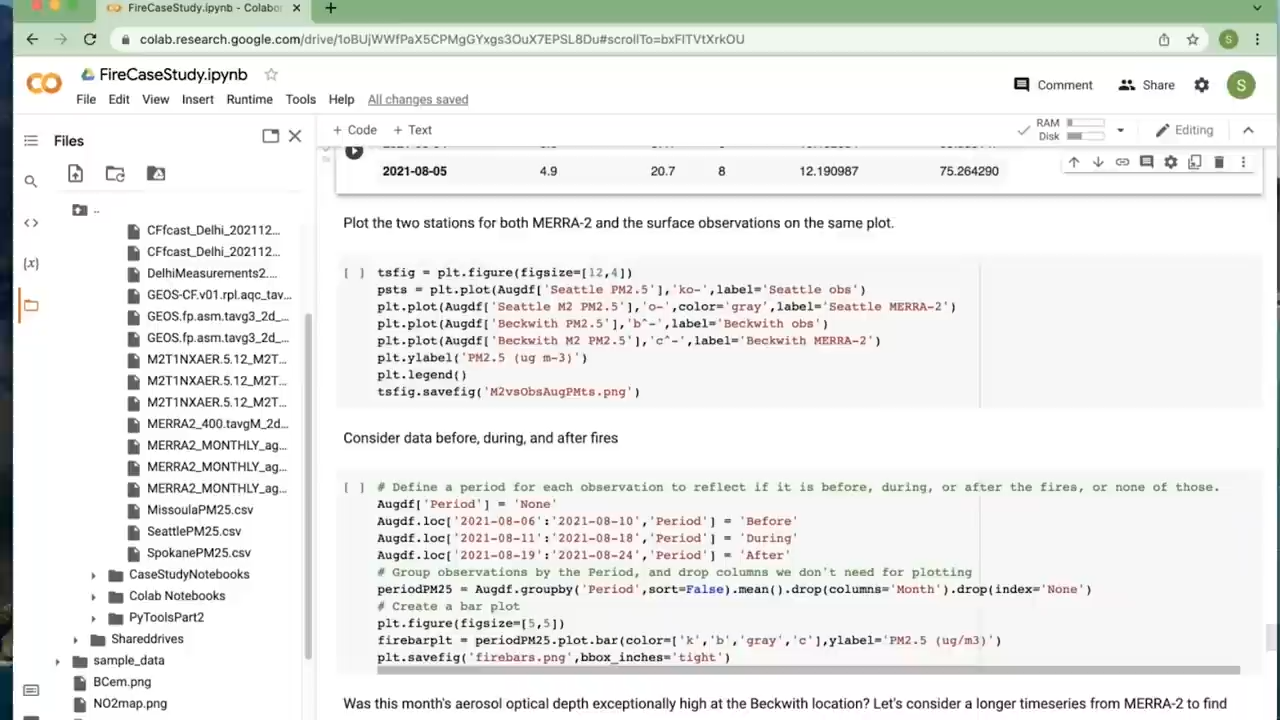 FireCaseStudy.ipynb - Colabo
colab.research.google.com/drive/1oBUjWWfPaX5CPMgGYxgs3OuX7EPSL8Du#scrollTo=bxFITVtXrkOU
S
FireCaseStudy.ipynb
Comment
Share
S
File Edit View Insert Runtime Tools Help All changes saved
+ Code + Text
RAM
Disk
Editing
Files
..
CFfcast_Delhi_202112...
CFfcast_Delhi_202112...
DelhiMeasurements2....
GEOS-CF.v01.rpl.aqc_tav...
GEOS.fp.asm.tavg3_2d_...
GEOS.fp.asm.tavg3_2d_...
M2T1NXAER.5.12_M2T...
M2T1NXAER.5.12_M2T...
M2T1NXAER.5.12_M2T...
MERRA2_400.tavgM_2d...
MERRA2_MONTHLY_ag...
MERRA2_MONTHLY_ag...
MERRA2_MONTHLY_ag...
MissoulaPM25.csv
SeattlePM25.csv
SpokanePM25.csv
CaseStudyNotebooks
Colab Notebooks
PyToolsPart2
Shareddrives
sample_data
BCem.png
NO2map.png
2021-08-05 4.9 20.7 8 12.190987 75.264290
Plot the two stations for both MERRA-2 and the surface observations on the same plot.
[ ] tsfig = plt.figure(figsize=[12,4])
psts = plt.plot(Augdf['Seattle PM2.5'],'ko-',label='Seattle obs')
plt.plot(Augdf['Seattle M2 PM2.5'],'o-',color='gray',label='Seattle MERRA-2')
plt.plot(Augdf['Beckwith PM2.5'],'b^-',label='Beckwith obs')
plt.plot(Augdf['Beckwith M2 PM2.5'],'c^-',label='Beckwith MERRA-2')
plt.ylabel('PM2.5 (ug m-3)')
plt.legend()
tsfig.savefig('M2vsObsAugPMts.png')
Consider data before, during, and after fires
[ ] # Define a period for each observation to reflect if it is before, during, or after the fires, or none of those.
Augdf['Period'] = 'None'
Augdf.loc['2021-08-06':'2021-08-10','Period'] = 'Before'
Augdf.loc['2021-08-11':'2021-08-18','Period'] = 'During'
Augdf.loc['2021-08-19':'2021-08-24','Period'] = 'After'
# Group observations by the Period, and drop columns we don't need for plotting
periodPM25 = Augdf.groupby('Period',sort=False).mean().drop(columns='Month').drop(index='None')
# Create a bar plot
plt.figure(figsize=[5,5])
firebarplt = periodPM25.plot.bar(color=['k','b','gray','c'],ylabel='PM2.5 (ug/m3)')
plt.savefig('firebars.png',bbox_inches='tight')
Was this month's aerosol optical depth exceptionally high at the Beckwith location? Let's consider a longer timeseries from MERRA-2 to find